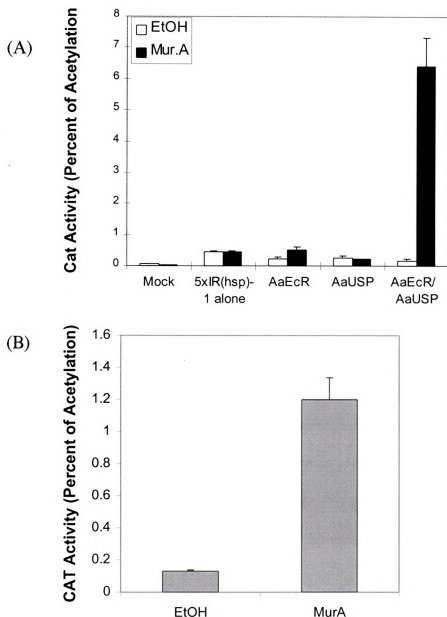 (A)
Cat Activity (Percent of Acetylation)
8
7
6
5
4
3
2
1
0
EtOH
Mur.A
Mock
5xIR(hsp)-
1 alone
AaEcR
AaUSP
AaEcR/
AaUSP
(B)
CAT Activity (Percent of Acetylation)
1.6
1.4
1.2
1
0.8
0.6
0.4
0.2
0
EtOH
MurA